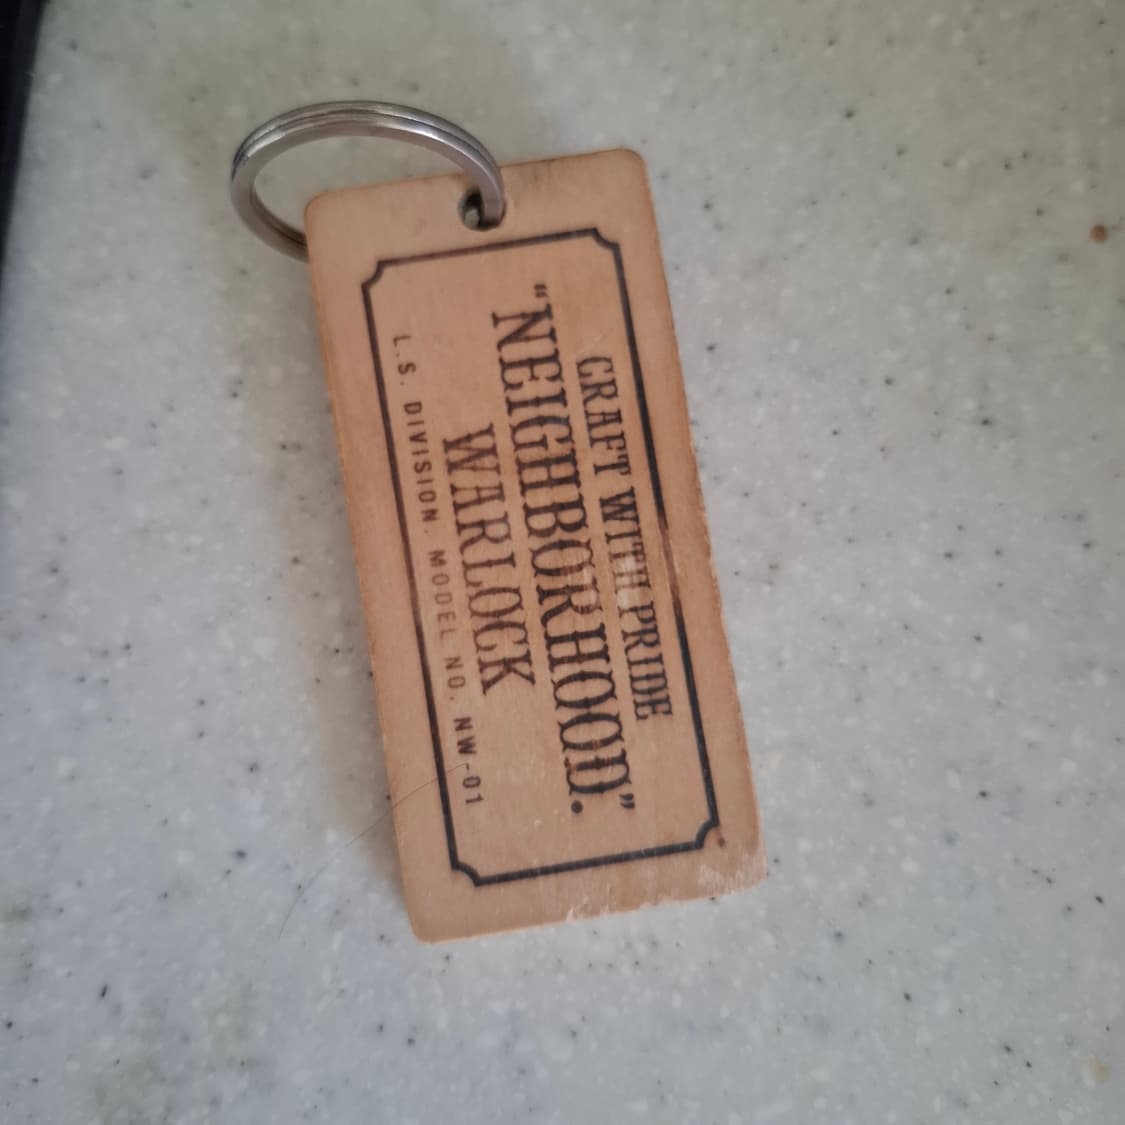 CRAFT WITH PRIDE
"NEIGHBORHOOD."
WARLOCK
L.S. DIVISION. MODEL NO. NW-01